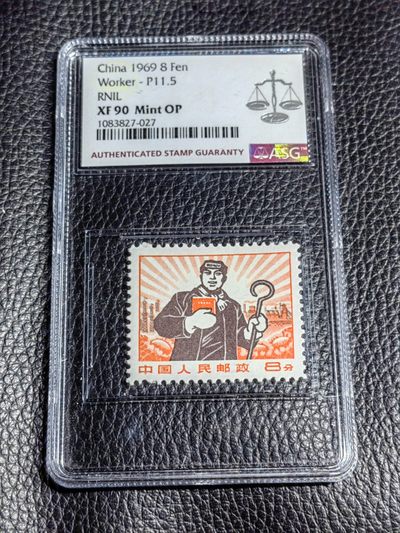 China 1969 8 Fen
Worker - P11.5
RNIL
XF 90 Mint OP
1083827-027
AUTHENTICATED STAMP GUARANTY
ASG™
中国人民邮政 8分